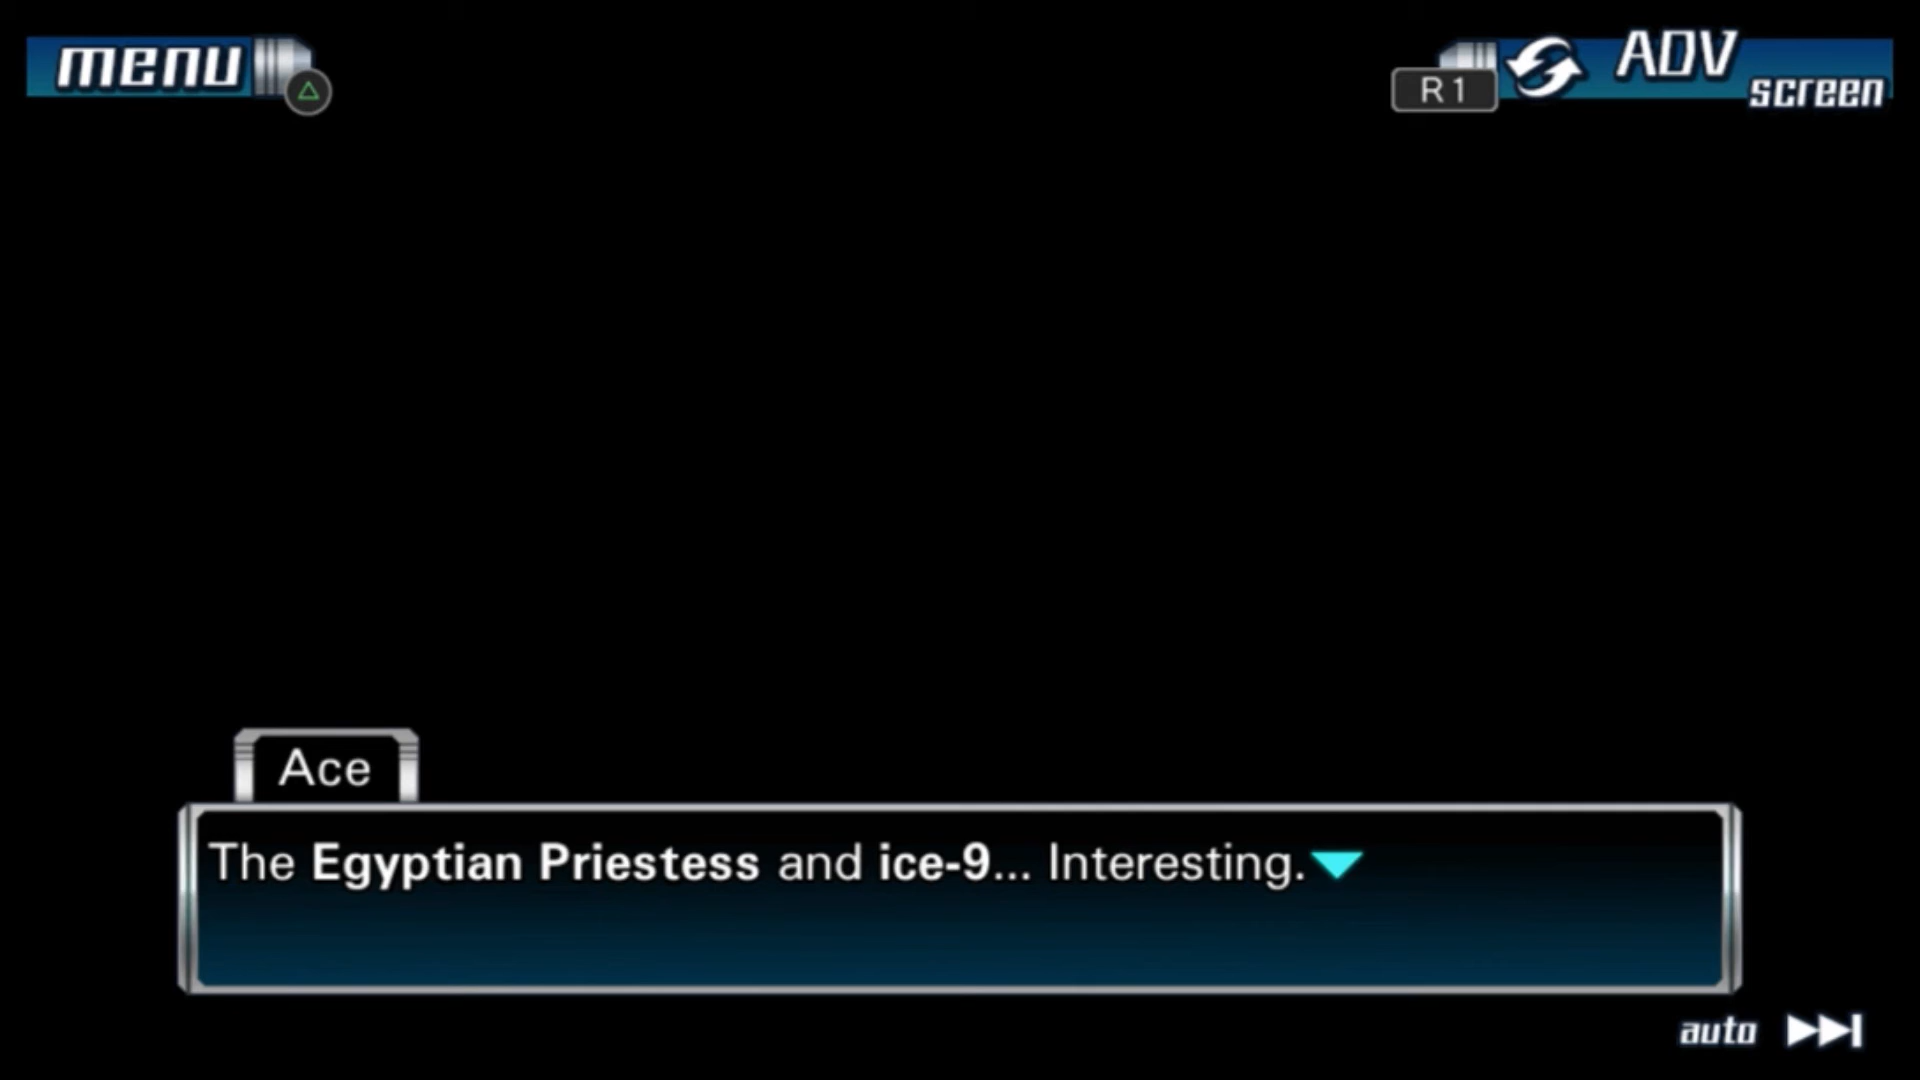 menu
R1
ADV
screen
Ace
The Egyptian Priestess and ice-9... Interesting.
auto